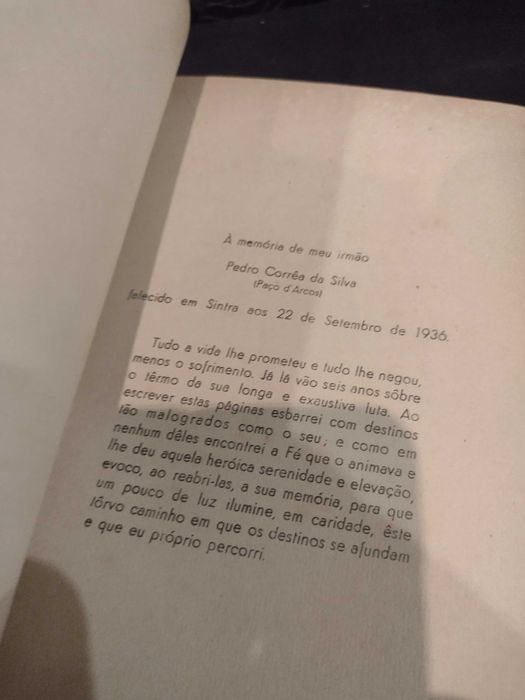 À memória de meu irmão
Pedro Corrêa da Silva
(Paço d'Arcos)
falecido em Sintra aos 22 de Setembro de 1936.
Tudo a vida lhe prometeu e tudo lhe negou,
menos o sofrimento. Já lá vão seis anos sôbre
o têrmo da sua longa e exaustiva luta. Ao
escrever estas páginas esbarrei com destinos
tão malogrados como o seu; e como em
nenhum dêles encontrei a Fé que o animava e
lhe deu aquela heróica serenidade e elevação,
evoco, ao reabri-las, a sua memória, para que
um pouco de luz ilumine, em caridade, êste
tôrvo caminho em que os destinos se afundam
e que eu próprio percorri.